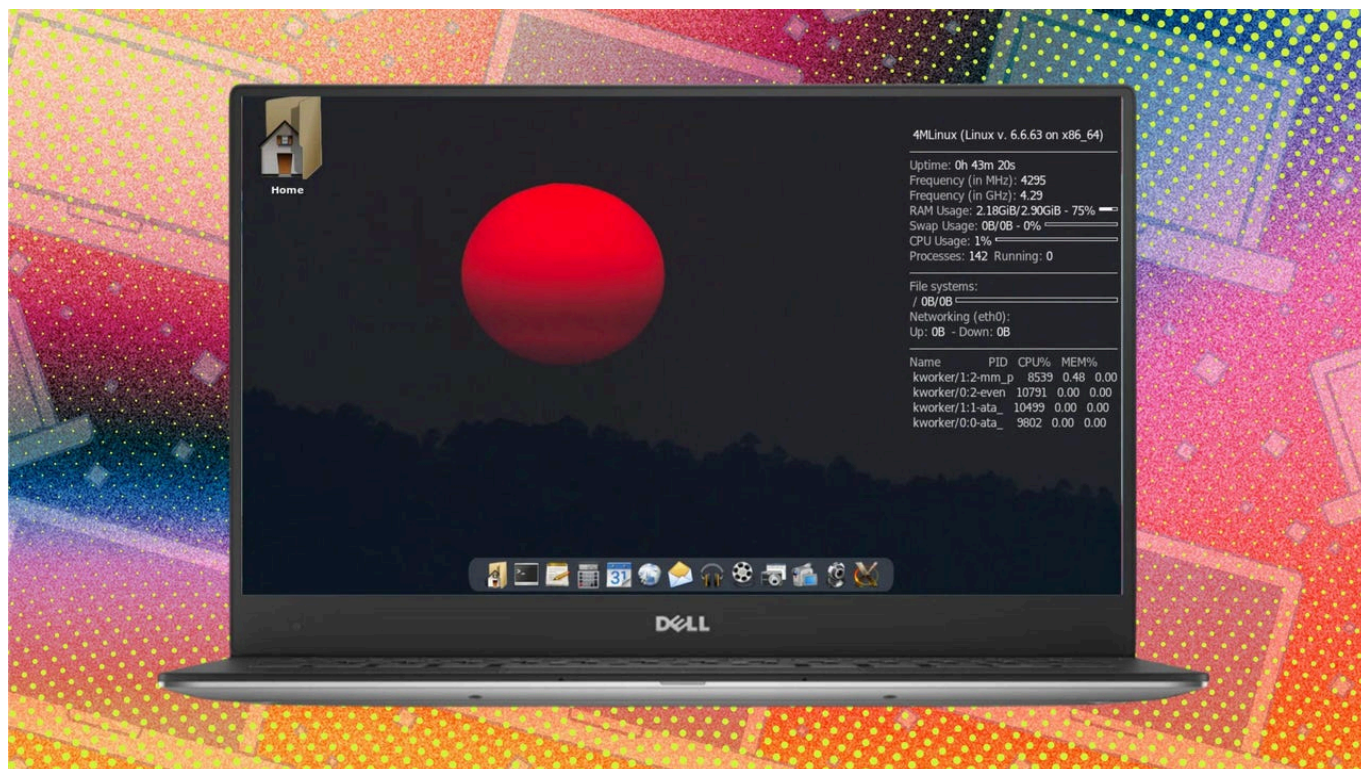 Home
4MLinux (Linux v. 6.6.63 on x86_64)
Uptime: 0h 43m 20s
Frequency (in MHz): 4295
Frequency (in GHz): 4.29
RAM Usage: 2.18GiB/2.90GiB - 75%
Swap Usage: 0B/0B - 0%
CPU Usage: 1%
Processes: 142 Running: 0
File systems:
/ 0B/0B
Networking (eth0):
Up: 0B - Down: 0B
Name PID CPU% MEM%
kworker/1:2-mm_p 8539 0.48 0.00
kworker/0:2-even 10791 0.00 0.00
kworker/1:1-ata_ 10499 0.00 0.00
kworker/0:0-ata_ 9802 0.00 0.00
31
DELL